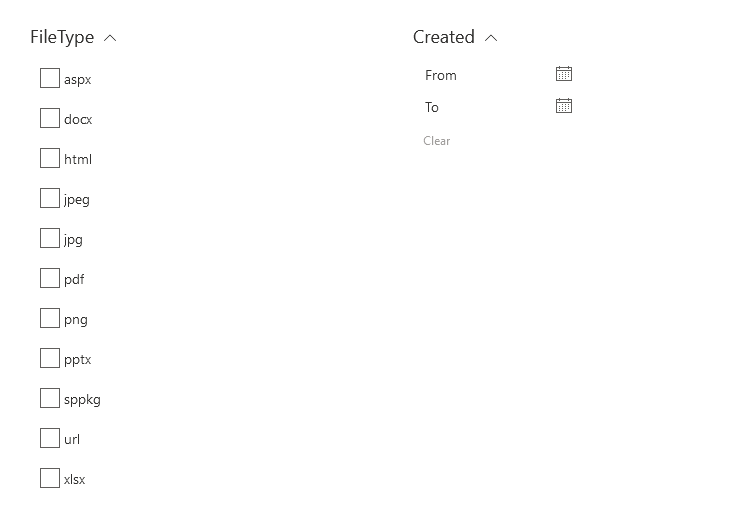 FileType
aspx
docx
html
jpeg
jpg
pdf
png
pptx
sppkg
url
xlsx
Created
From
To
Clear